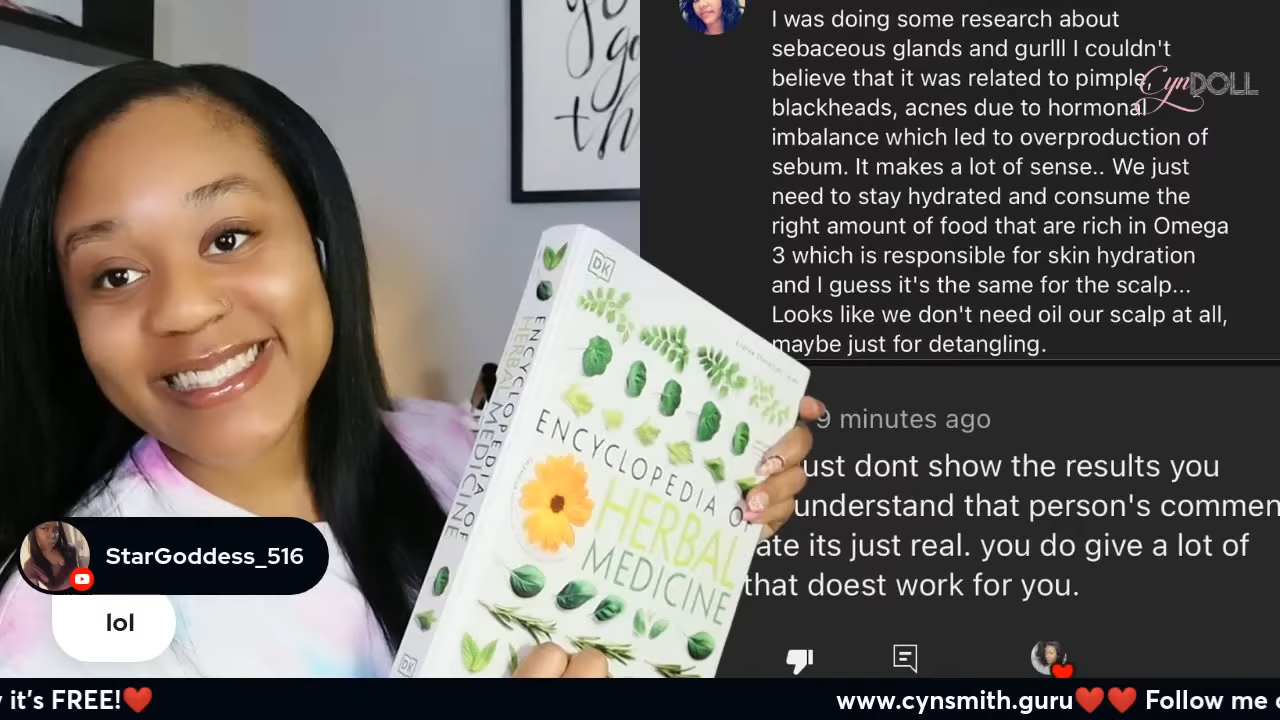 I was doing some research about
sebaceous glands and gurlll I couldn't
believe that it was related to pimple
blackheads, acnes due to hormonal
imbalance which led to overproduction of
sebum. It makes a lot of sense.. We just
need to stay hydrated and consume the
right amount of food that are rich in Omega
3 which is responsible for skin hydration
and I guess it's the same for the scalp...
Looks like we don't need oil our scalp at all,
maybe just for detangling.
CynDOLL
9 minutes ago
ust dont show the results you
understand that person's commen
ate its just real. you do give a lot of
that doest work for you.
DK
ENCYCLOPEDIA OF
HERBAL
MEDICINE
ENCYCLOPEDIA OF
HERBAL MEDICINE
DK
StarGoddess_516
lol
y it's FREE!❤️
www.cynsmith.guru❤️❤️ Follow me